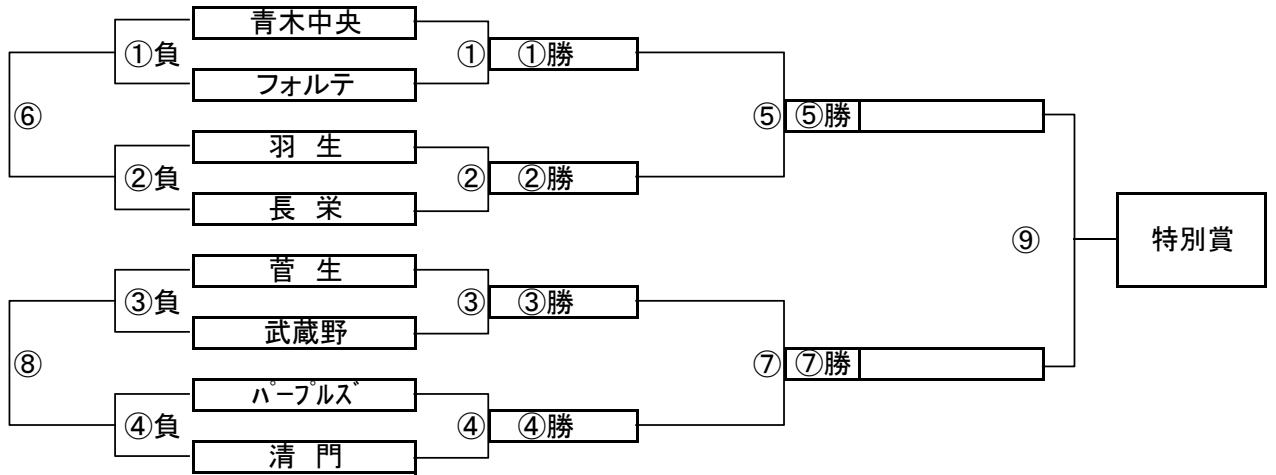 青木中央
①負 ① ①勝
フォルテ
⑥ ⑤ ⑤勝
羽 生
②負 ② ②勝
長 栄
⑨ 特別賞
菅 生
③負 ③ ③勝
武蔵野
⑧ ⑦ ⑦勝
ﾊﾟｰﾌﾟﾙｽﾞ
④負 ④ ④勝
清 門